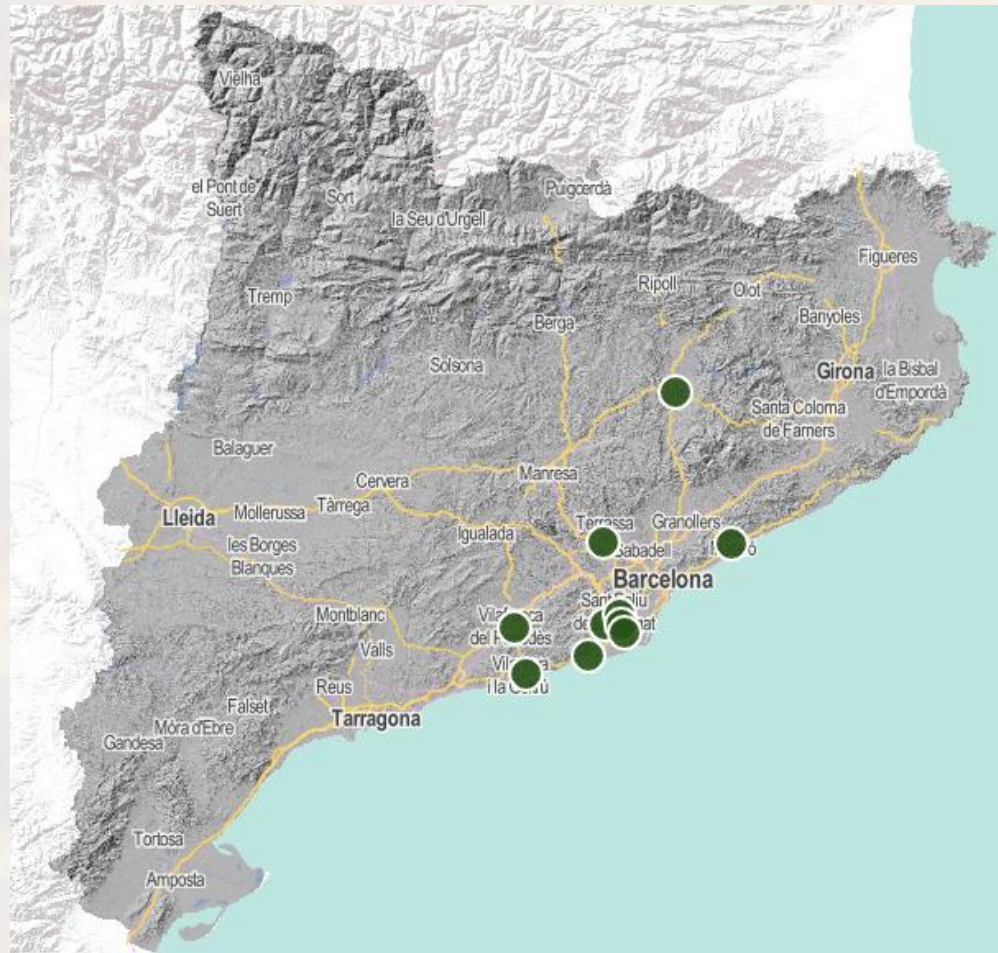 Vielha
el Pont de
Suert
Sort
la Seu d'Urgell
Puigcerdà
Figueres
Tremp
Ripoll
Olot
Banyoles
Berga
Solsona
Girona
la Bisbal
d'Empordà
Santa Coloma
de Farners
Balaguer
Manresa
Cervera
Lleida
Mollerussa
Tàrrega
Igualada
Terrassa
Granollers
Sabadell
les Borges
Blanques
Barcelona
Montblanc
Valls
Reus
Tarragona
Falset
Móra d'Ebre
Gandesa
Tortosa
Amposta